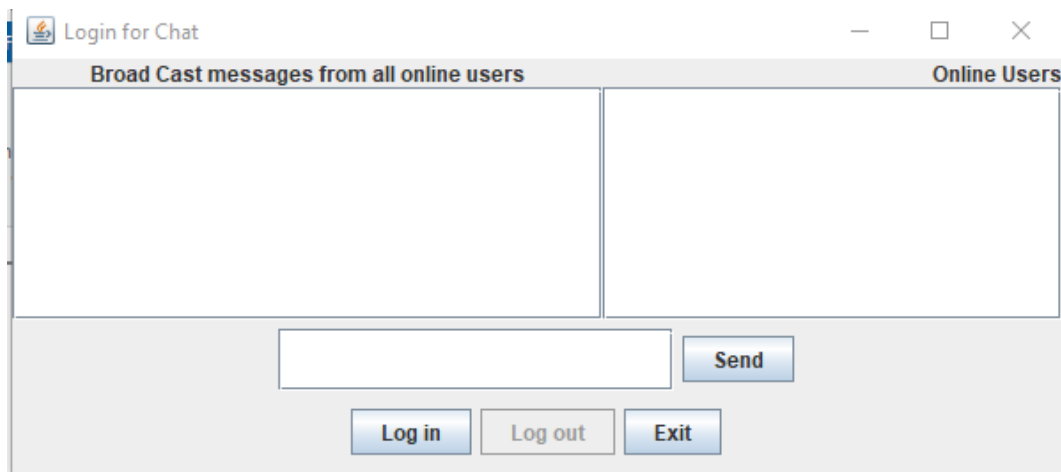 Login for Chat
Broad Cast messages from all online users
Online Users
Send
Log in
Log out
Exit